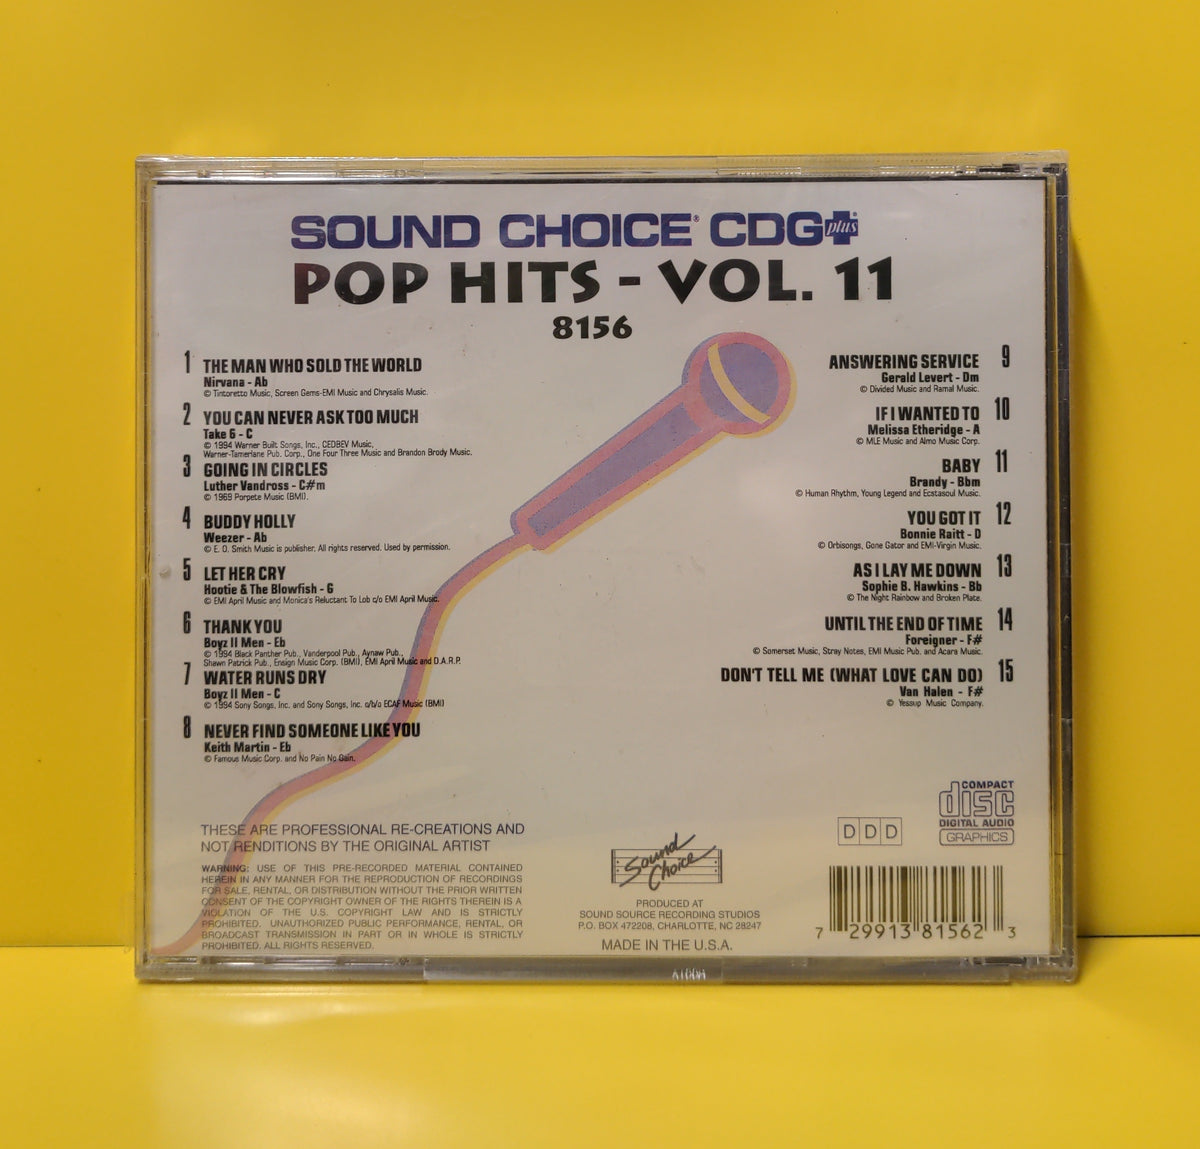 SOUND CHOICE® CDG plus®
POP HITS - VOL. 11
8156
1 THE MAN WHO SOLD THE WORLD
Nirvana - Ab
© Tintoretto Music, Screen Gems-EMI Music and Chrysalis Music.
2 YOU CAN NEVER ASK TOO MUCH
Take 6 - C
© 1994 Warner Built Songs, Inc., CEDBEV Music,
Warner-Tamerlane Pub. Corp., One Four Three Music and Brandon Brody Music.
3 GOING IN CIRCLES
Luther Vandross - C#m
© 1969 Porpete Music (BMI).
4 BUDDY HOLLY
Weezer - Ab
© E. O. Smith Music is publisher. All rights reserved. Used by permission.
5 LET HER CRY
Hootie & The Blowfish - G
© EMI April Music and Monica's Reluctant To Lob c/o EMI April Music.
6 THANK YOU
Boyz II Men - Eb
© 1994 Black Panther Pub., Vanderpool Pub., Aynaw Pub.,
Shawn Patrick Pub., Ensign Music Corp. (BMI), EMI April Music and D.A.R.P.
7 WATER RUNS DRY
Boyz II Men - C
© 1994 Sony Songs, Inc. and Sony Songs, Inc. o/b/o ECAF Music (BMI)
8 NEVER FIND SOMEONE LIKE YOU
Keith Martin - Eb
© Famous Music Corp. and No Pain No Gain.
ANSWERING SERVICE 9
Gerald Levert - Dm
© Divided Music and Ramal Music.
IF I WANTED TO 10
Melissa Etheridge - A
© MLE Music and Almo Music Corp.
BABY 11
Brandy - Bbm
© Human Rhythm, Young Legend and Ecstasoul Music.
YOU GOT IT 12
Bonnie Raitt - D
© Orbisongs, Gone Gator and EMI-Virgin Music.
AS I LAY ME DOWN 13
Sophie B. Hawkins - Bb
© The Night Rainbow and Broken Plate.
UNTIL THE END OF TIME 14
Foreigner - F#
© Somerset Music, Stray Notes, EMI Music Pub. and Acara Music.
DON'T TELL ME (WHAT LOVE CAN DO) 15
Van Halen - F#
© Yessup Music Company.
THESE ARE PROFESSIONAL RE-CREATIONS AND
NOT RENDITIONS BY THE ORIGINAL ARTIST
WARNING: USE OF THIS PRE-RECORDED MATERIAL CONTAINED
HEREIN IN ANY MANNER FOR THE REPRODUCTION OF RECORDINGS
FOR SALE, RENTAL, OR DISTRIBUTION WITHOUT THE PRIOR WRITTEN
CONSENT OF THE COPYRIGHT OWNER OF THE RIGHTS THEREIN IS A
VIOLATION OF THE U.S. COPYRIGHT LAW AND IS STRICTLY
PROHIBITED. UNAUTHORIZED PUBLIC PERFORMANCE, RENTAL, OR
BROADCAST TRANSMISSION IN PART OR IN WHOLE IS STRICTLY
PROHIBITED. ALL RIGHTS RESERVED.
Sound
Choice
PRODUCED AT
SOUND SOURCE RECORDING STUDIOS
P.O. BOX 472208, CHARLOTTE, NC 28247
MADE IN THE U.S.A.
DDD
COMPACT
disc
DIGITAL AUDIO
GRAPHICS
7 29913 81562 3